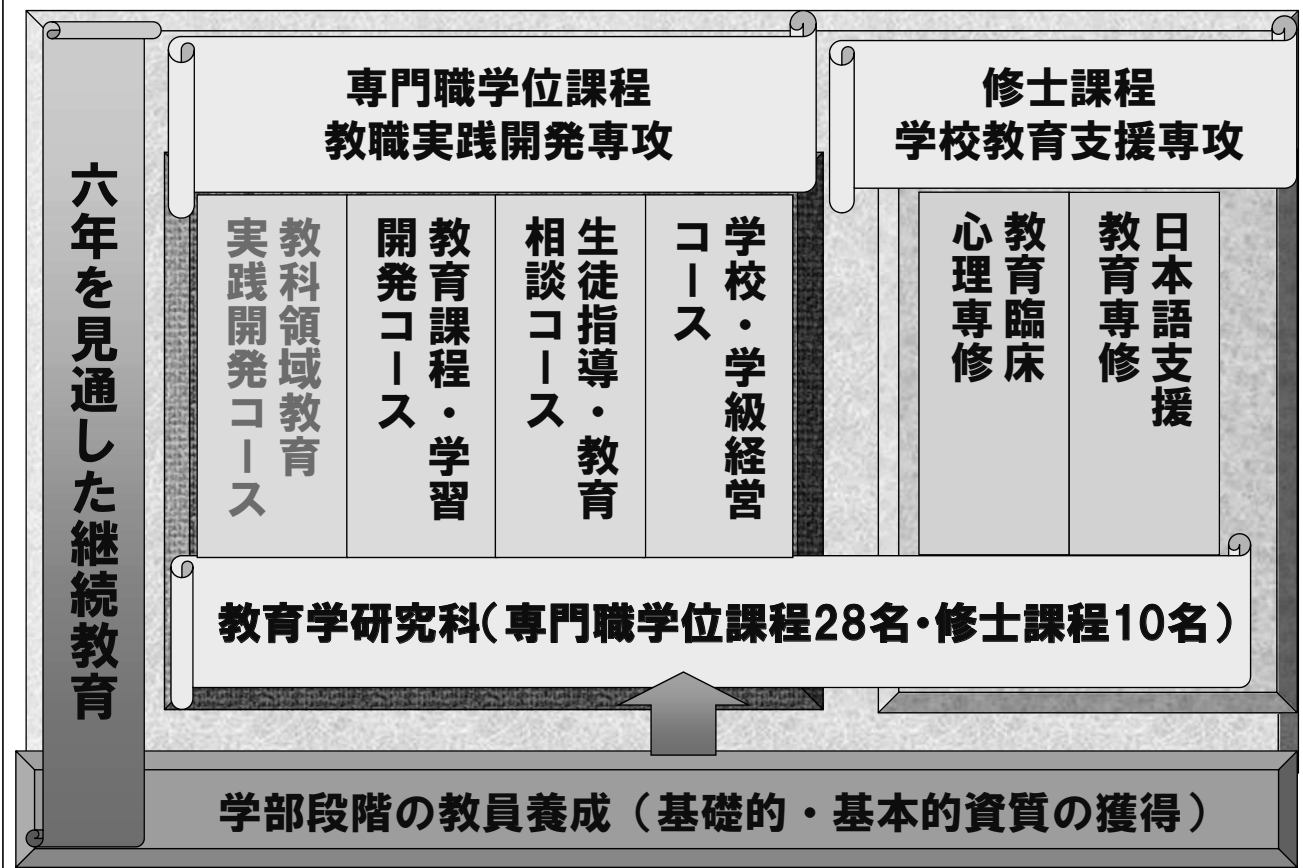 六年を見通した継続教育
専門職学位課程
教職実践開発専攻
修士課程
学校教育支援専攻
教科領域教育
実践開発コース
教育課程・学習
開発コース
生徒指導・教育
相談コース
学校・学級経営
コース
教育臨床
心理専修
日本語支援
教育専修
教育学研究科(専門職学位課程28名・修士課程10名)
学部段階の教員養成(基礎的・基本的資質の獲得)